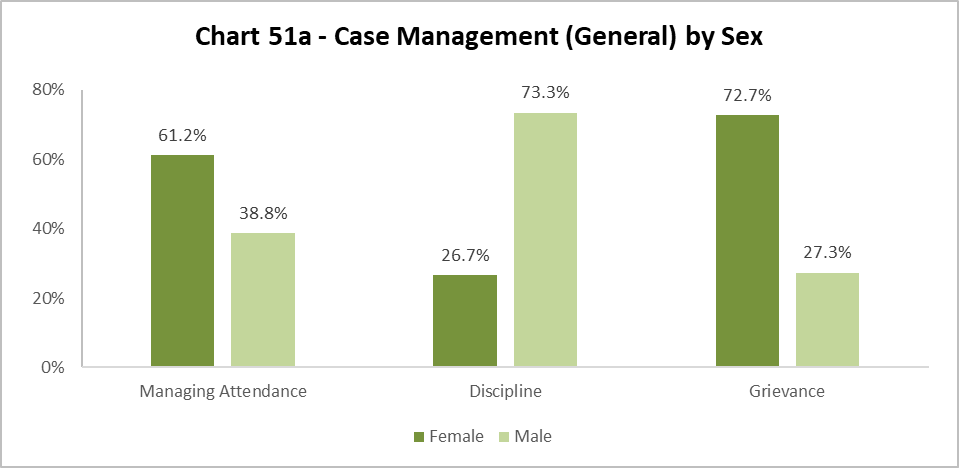 Chart 51a - Case Management (General) by Sex
80%
60%
40%
20%
0%
61.2%
38.8%
26.7%
73.3%
72.7%
27.3%
Managing Attendance
Discipline
Grievance
Female
Male